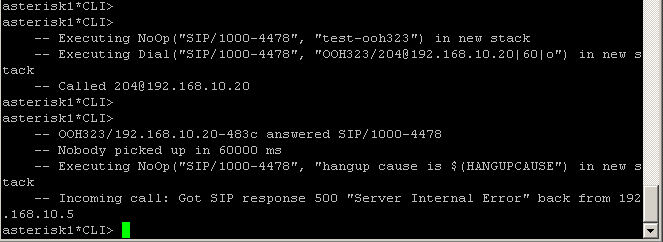 asterisk1*CLI>
asterisk1*CLI>
    -- Executing NoOp("SIP/1000-4478", "test-ooh323") in new stack
    -- Executing Dial("SIP/1000-4478", "OOH323/204@192.168.10.20|60|o") in new s
tack
    -- Called 204@192.168.10.20
asterisk1*CLI>
asterisk1*CLI>
    -- OOH323/192.168.10.20-483c answered SIP/1000-4478
    -- Nobody picked up in 60000 ms
    -- Executing NoOp("SIP/1000-4478", "hangup cause is $(HANGUPCAUSE") in new s
tack
    -- Incoming call: Got SIP response 500 "Server Internal Error" back from 192
.168.10.5
asterisk1*CLI>